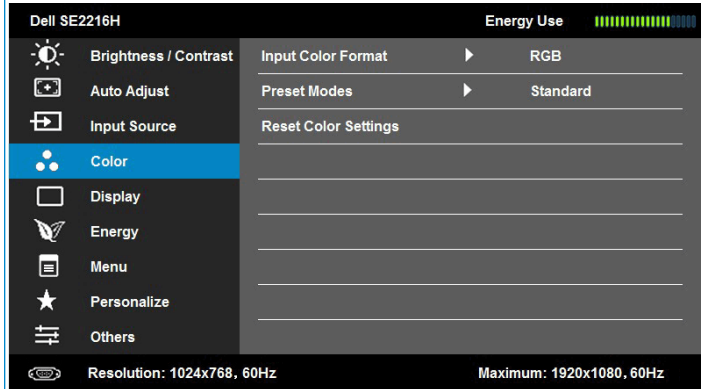 Dell SE2216H Energy Use
Brightness / Contrast Input Color Format RGB
Auto Adjust Preset Modes Standard
Input Source Reset Color Settings
Color
Display
Energy
Menu
Personalize
Others
Resolution: 1024x768, 60Hz Maximum: 1920x1080, 60Hz